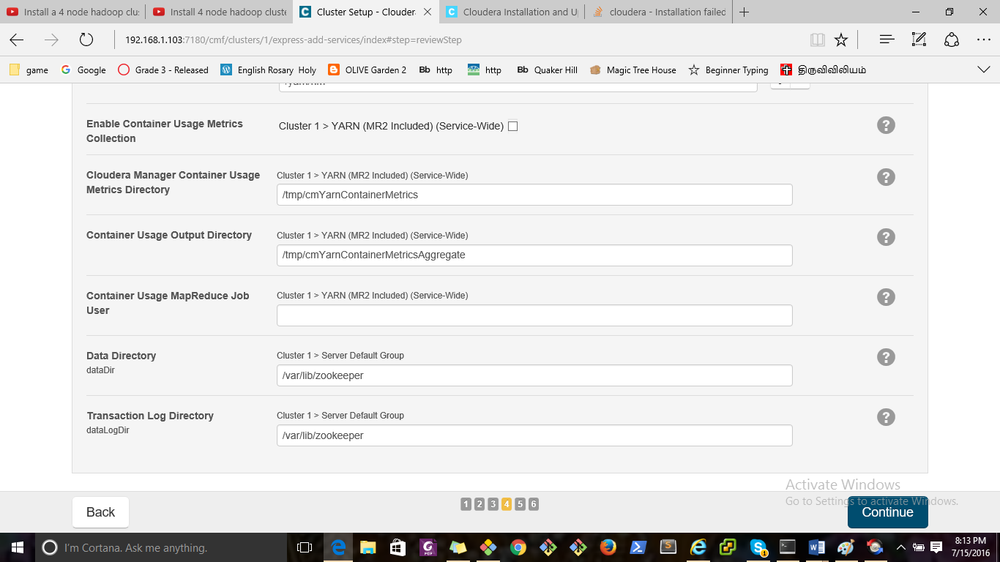 Install a 4 node hadoop clu:
Install 4 node hadoop cluste
Cluster Setup - Clouder
Cloudera Installation and U
cloudera - Installation failed
192.168.1.103:7180/cmf/clusters/1/express-add-services/index#step=reviewStep
game
Google
Grade 3 - Released
English Rosary Holy
OLIVE Garden 2
Bb http
http
Bb Quaker Hill
Magic Tree House
Beginner Typing
திருவிவிலியம்
Enable Container Usage Metrics
Collection
Cluster 1 > YARN (MR2 Included) (Service-Wide)
?
Cloudera Manager Container Usage
Metrics Directory
Cluster 1 > YARN (MR2 Included) (Service-Wide)
/tmp/cmYarnContainerMetrics
?
Container Usage Output Directory
Cluster 1 > YARN (MR2 Included) (Service-Wide)
/tmp/cmYarnContainerMetricsAggregate
?
Container Usage MapReduce Job
User
Cluster 1 > YARN (MR2 Included) (Service-Wide)
?
Data Directory
dataDir
Cluster 1 > Server Default Group
/var/lib/zookeeper
?
Transaction Log Directory
dataLogDir
Cluster 1 > Server Default Group
/var/lib/zookeeper
?
Activate Windows
Go to Settings to activate Windows.
Back
1 2 3 4 5 6
Continue
I'm Cortana. Ask me anything.
8:13 PM
7/15/2016